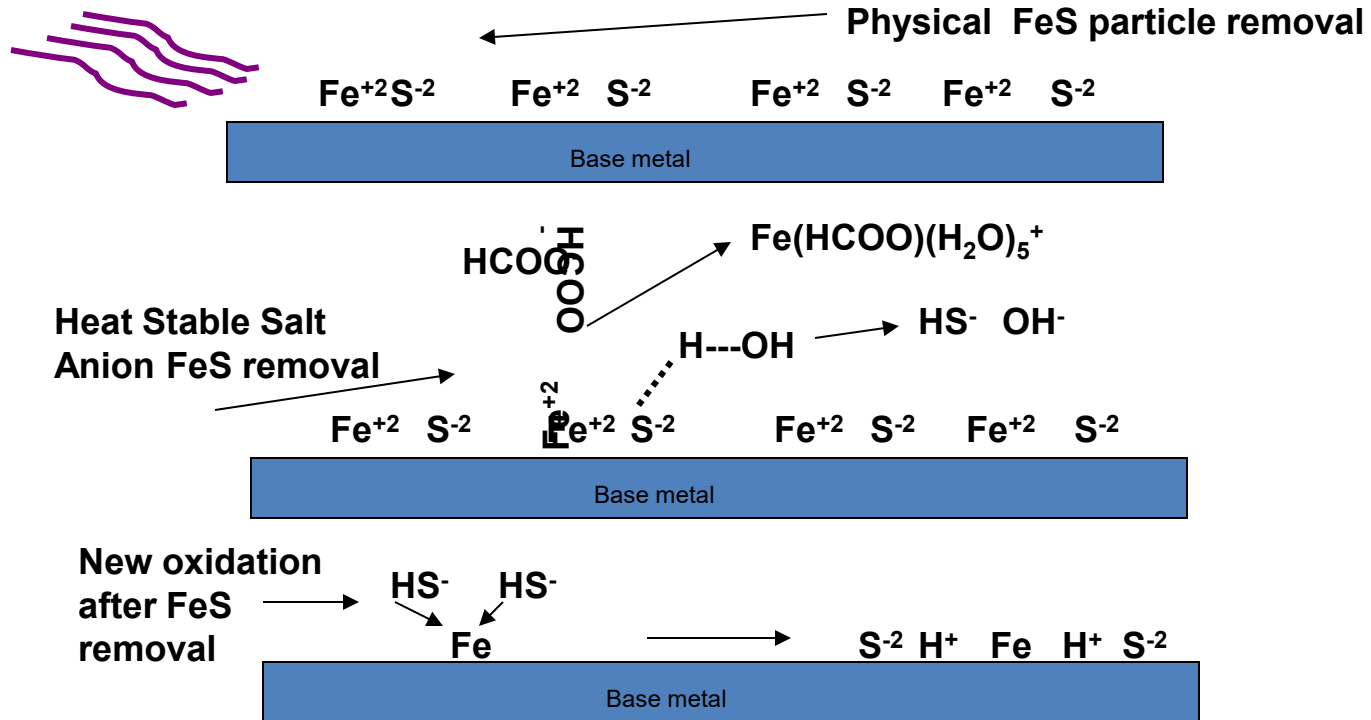 Physical FeS particle removal
Fe⁺²S⁻² Fe⁺² S⁻² Fe⁺² S⁻² Fe⁺² S⁻²
Base metal
HCOO⁻
HCOO
Fe(HCOO)(H₂O)₅⁺
Heat Stable Salt
Anion FeS removal
H---OH
HS⁻ OH⁻
Fe⁺²
Fe⁺² S⁻² Fe⁺² S⁻² Fe⁺² S⁻² Fe⁺² S⁻²
Base metal
New oxidation
after FeS
removal
HS⁻ HS⁻
Fe
S⁻² H⁺ Fe H⁺ S⁻²
Base metal